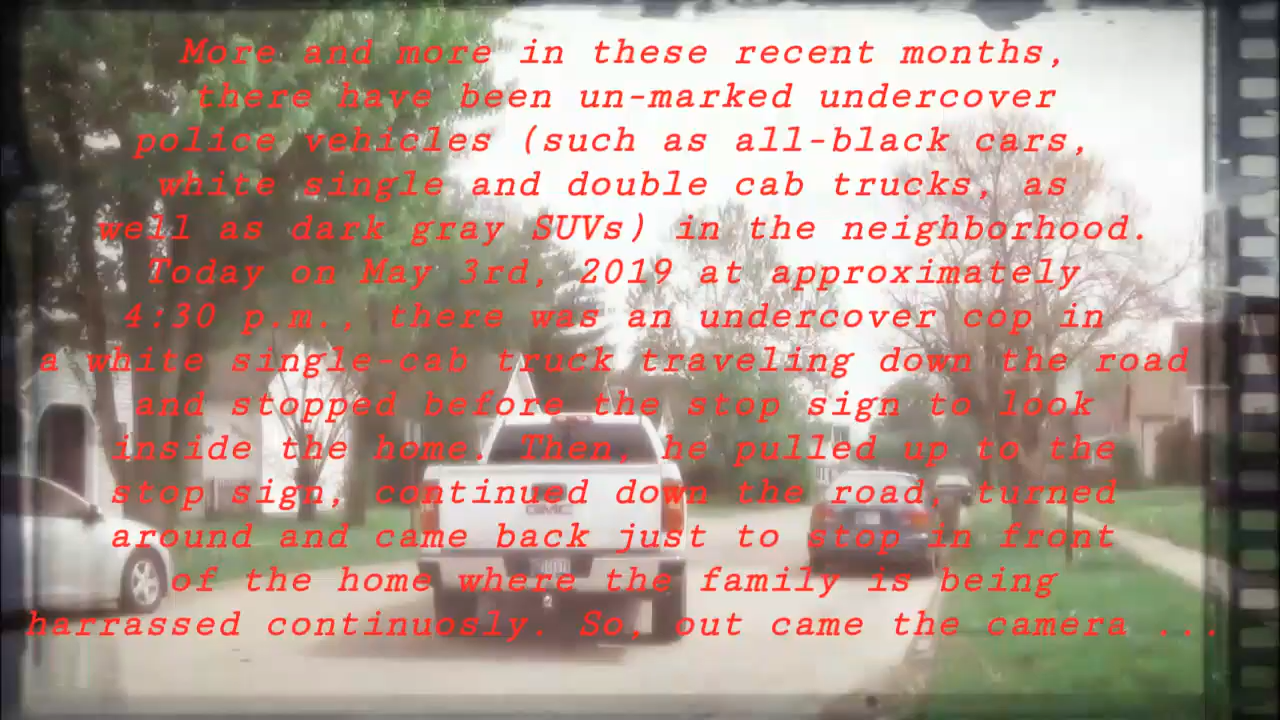 More and more in these recent months,
there have been un-marked undercover
police vehicles (such as all-black cars,
white single and double cab trucks, as
well as dark gray SUVs) in the neighborhood.
Today on May 3rd, 2019 at approximately
4:30 p.m., there was an undercover cop in
a white single-cab truck traveling down the road
and stopped before the stop sign to look
inside the home. Then, he pulled up to the
stop sign, continued down the road, turned
around and came back just to stop in front
of the home where the family is being
harrassed continuosly. So, out came the camera ...
GMC